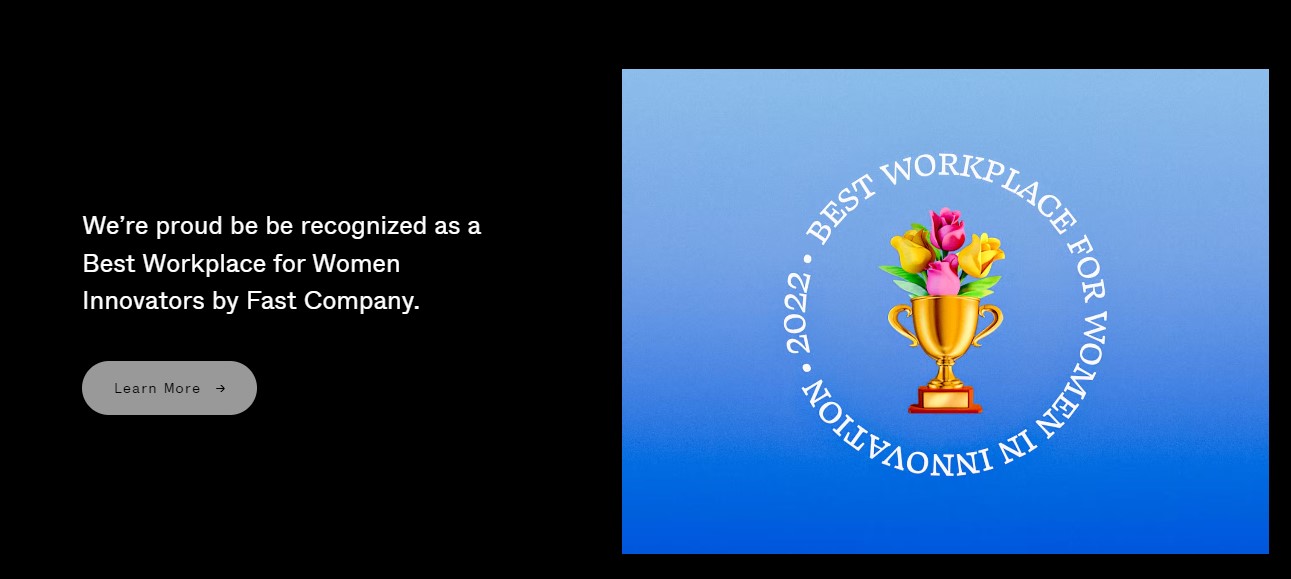 We’re proud be be recognized as a
Best Workplace for Women
Innovators by Fast Company.
Learn More →
BEST WORKPLACE FOR WOMEN IN INNOVATION • 2022 •